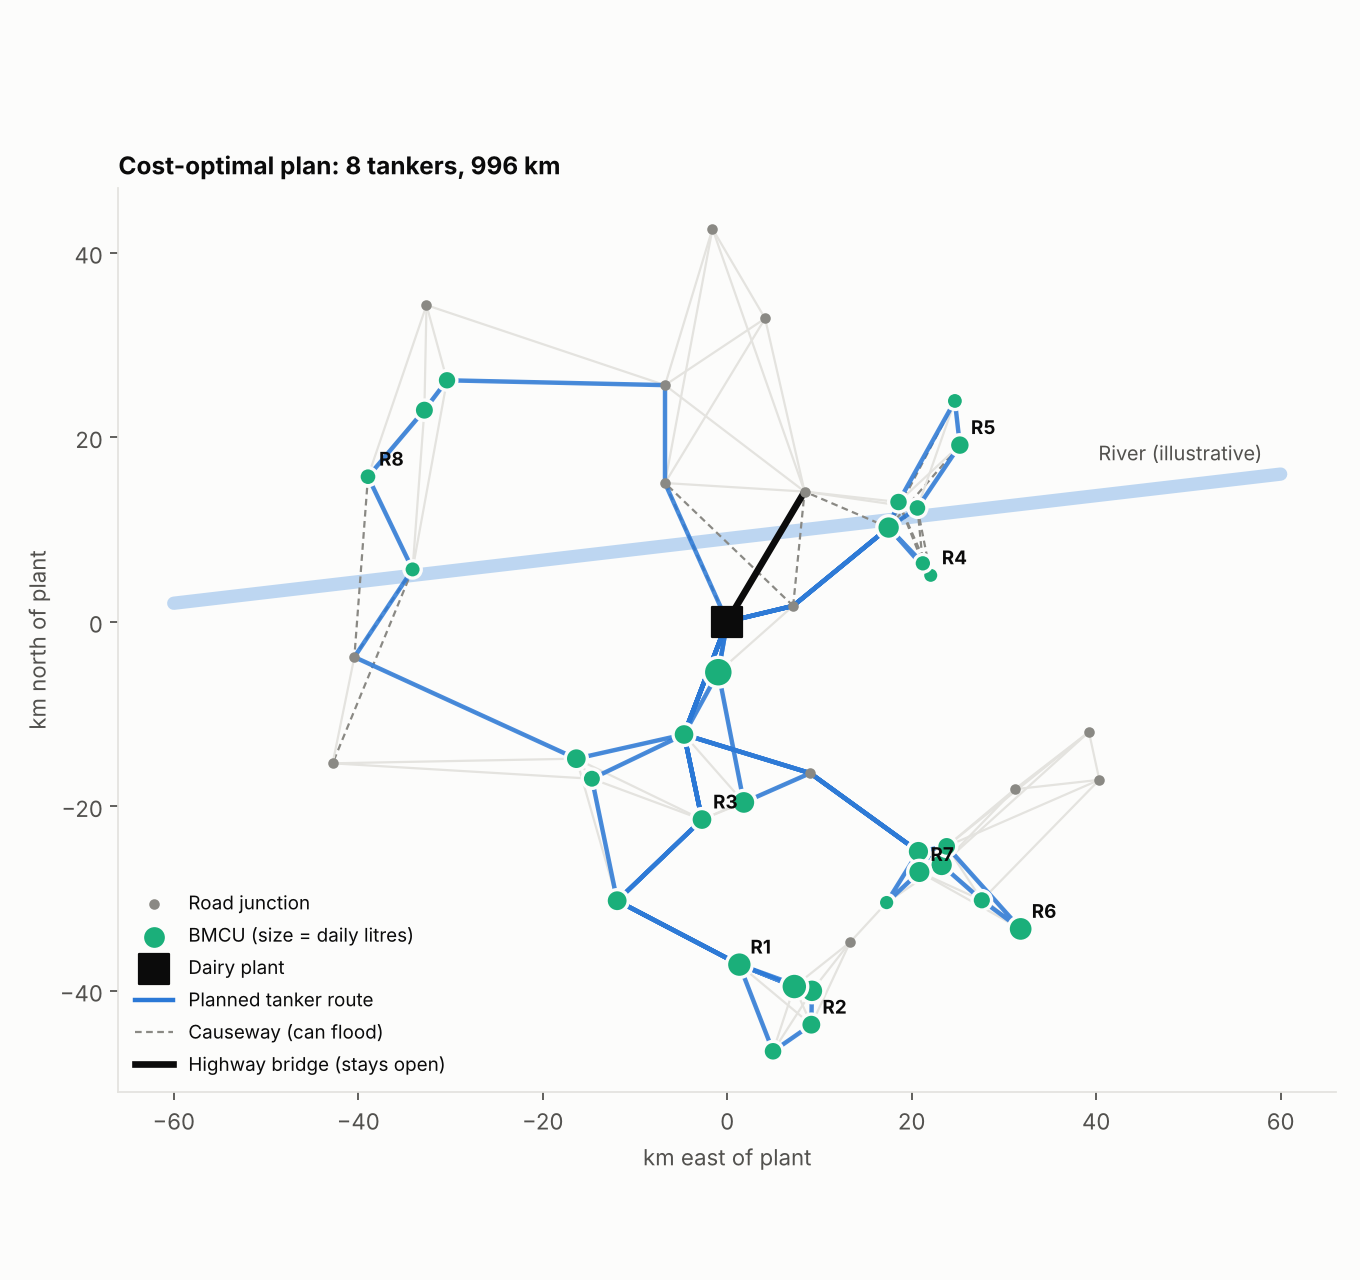 Cost-optimal plan: 8 tankers, 996 km
km north of plant
40
20
0
−20
−40
R8
R5
River (illustrative)
R4
R3
R7
R6
R1
R2
Road junction
BMCU (size = daily litres)
Dairy plant
Planned tanker route
Causeway (can flood)
Highway bridge (stays open)
−60
−40
−20
0
20
40
60
km east of plant